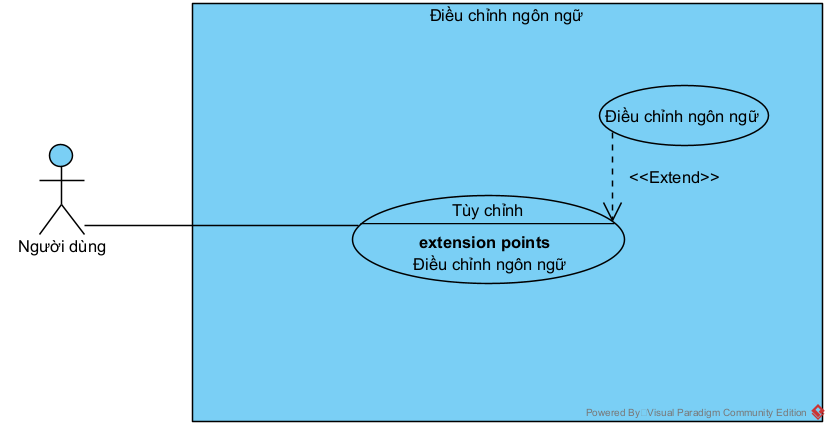 Điều chỉnh ngôn ngữ
Điều chỉnh ngôn ngữ
<<Extend>>
Tùy chỉnh
extension points
Điều chỉnh ngôn ngữ
Người dùng
Powered By: Visual Paradigm Community Edition